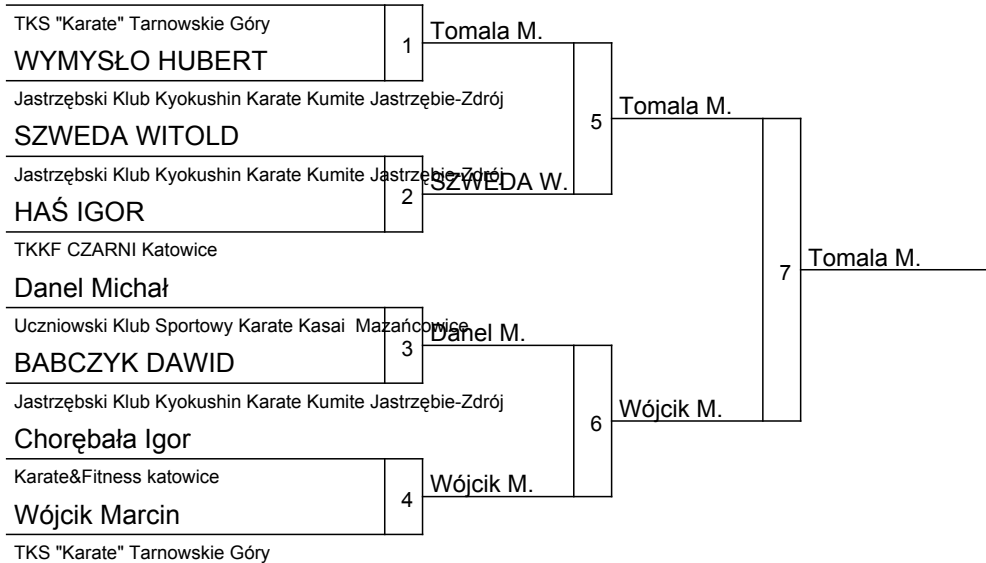 TKS "Karate" Tarnowskie Góry
WYMYSŁO HUBERT
Jastrzębski Klub Kyokushin Karate Kumite Jastrzębie-Zdrój
SZWEDA WITOLD
Jastrzębski Klub Kyokushin Karate Kumite Jastrzębie-Zdrój
HAŚ IGOR
TKKF CZARNI Katowice
Danel Michał
Uczniowski Klub Sportowy Karate Kasai Mazańcowice
BABCZYK DAWID
Jastrzębski Klub Kyokushin Karate Kumite Jastrzębie-Zdrój
Chorębała Igor
Karate&Fitness katowice
Wójcik Marcin
TKS "Karate" Tarnowskie Góry
1
2
3
4
Tomala M.
SZWEDA W.
Danel M.
Wójcik M.
5
6
Tomala M.
Wójcik M.
7
Tomala M.